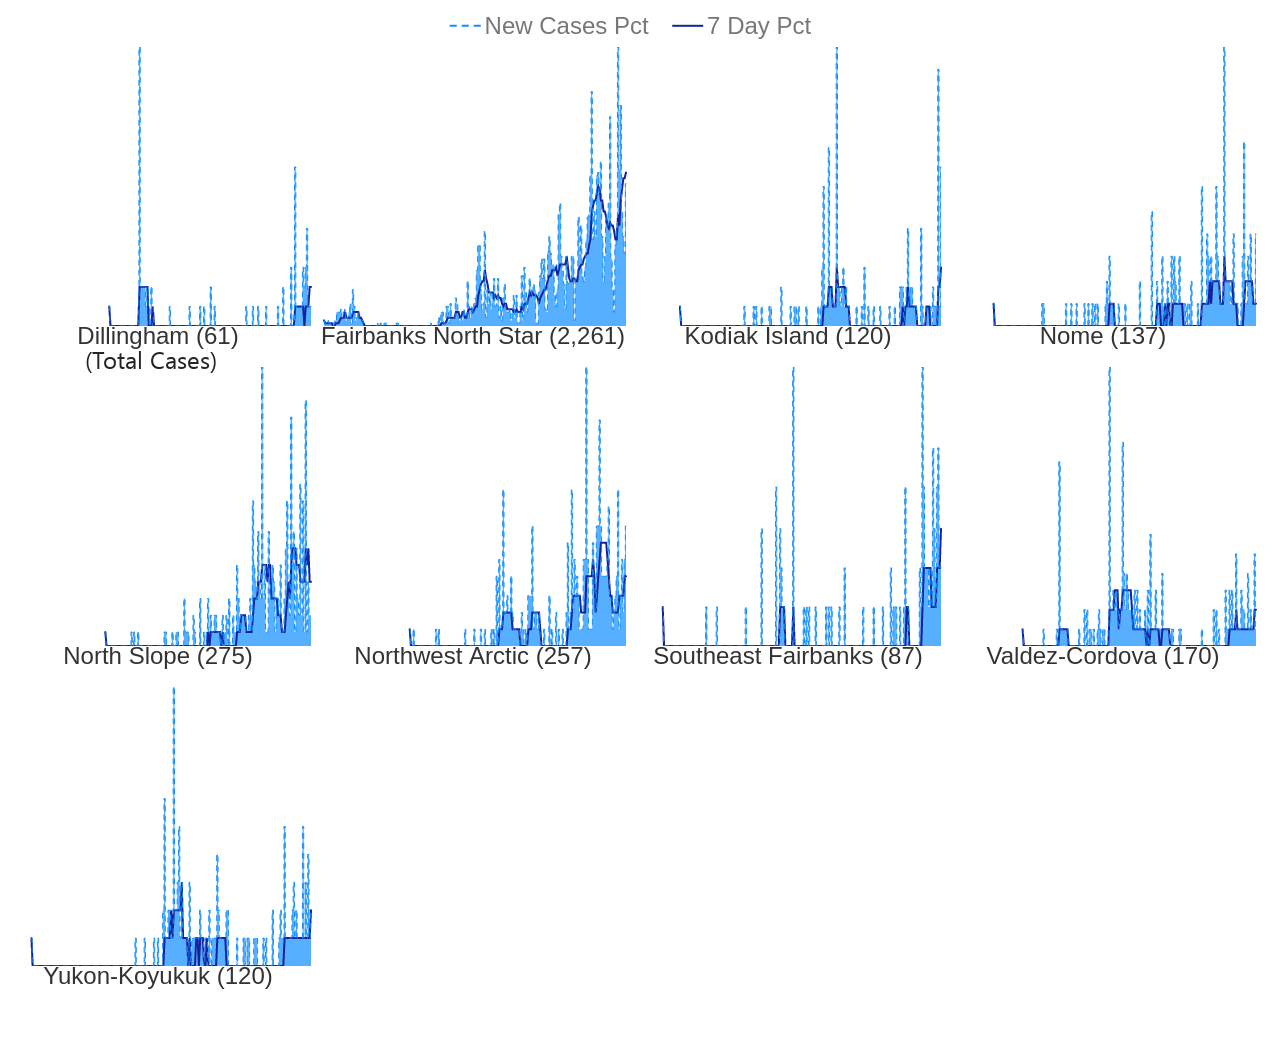 New Cases Pct 7 Day Pct
Dillingham (61) Fairbanks North Star (2,261) Kodiak Island (120) Nome (137)
(Total Cases)
North Slope (275) Northwest Arctic (257) Southeast Fairbanks (87) Valdez-Cordova (170)
Yukon-Koyukuk (120)